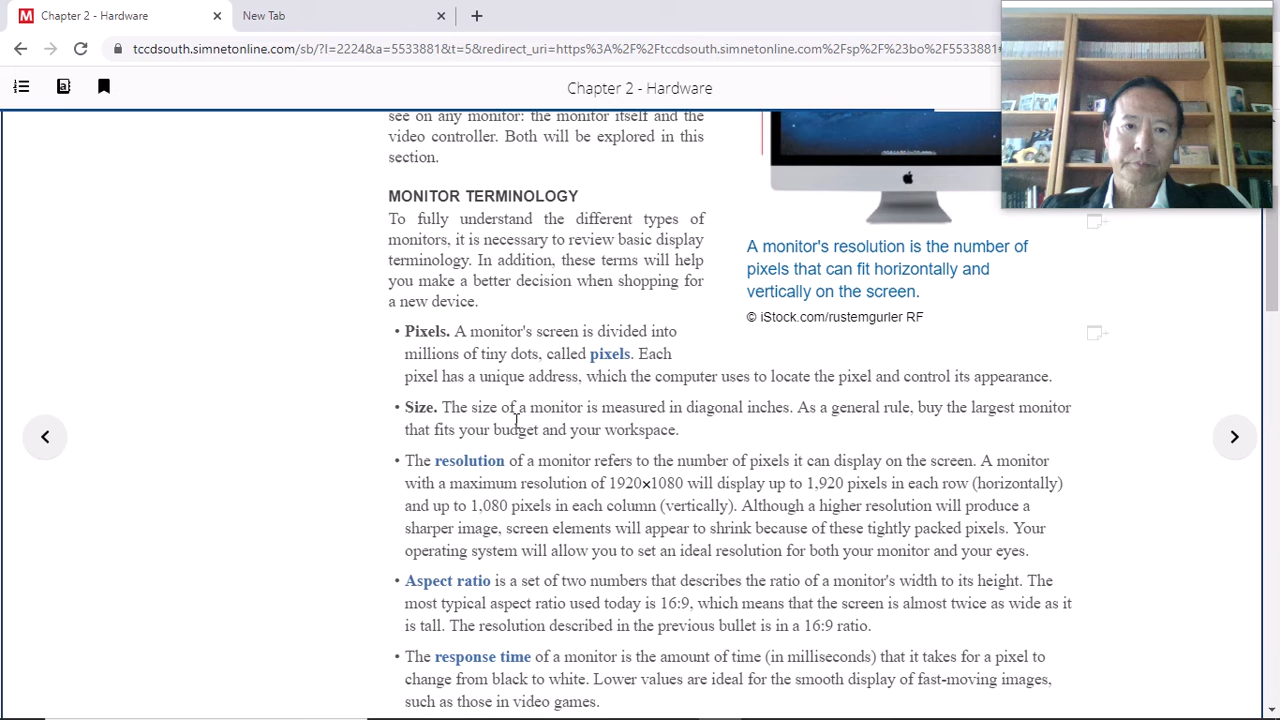 Chapter 2 - Hardware
New Tab
tccdsouth.simnetonline.com/sb/?l=2224&a=5533881&t=5&redirect_uri=https%3A%2F%2Ftccdsouth.simnetonline.com%2Fsp%2F%23bo%2F5533881#
Chapter 2 - Hardware
see on any monitor: the monitor itself and the
video controller. Both will be explored in this
section.
MONITOR TERMINOLOGY
To fully understand the different types of
monitors, it is necessary to review basic display
terminology. In addition, these terms will help
you make a better decision when shopping for
a new device.
A monitor's resolution is the number of
pixels that can fit horizontally and
vertically on the screen.
© iStock.com/rustemgurler RF
• Pixels. A monitor's screen is divided into
millions of tiny dots, called pixels. Each
pixel has a unique address, which the computer uses to locate the pixel and control its appearance.
• Size. The size of a monitor is measured in diagonal inches. As a general rule, buy the largest monitor
that fits your budget and your workspace.
• The resolution of a monitor refers to the number of pixels it can display on the screen. A monitor
with a maximum resolution of 1920×1080 will display up to 1,920 pixels in each row (horizontally)
and up to 1,080 pixels in each column (vertically). Although a higher resolution will produce a
sharper image, screen elements will appear to shrink because of these tightly packed pixels. Your
operating system will allow you to set an ideal resolution for both your monitor and your eyes.
• Aspect ratio is a set of two numbers that describes the ratio of a monitor's width to its height. The
most typical aspect ratio used today is 16:9, which means that the screen is almost twice as wide as it
is tall. The resolution described in the previous bullet is in a 16:9 ratio.
• The response time of a monitor is the amount of time (in milliseconds) that it takes for a pixel to
change from black to white. Lower values are ideal for the smooth display of fast-moving images,
such as those in video games.